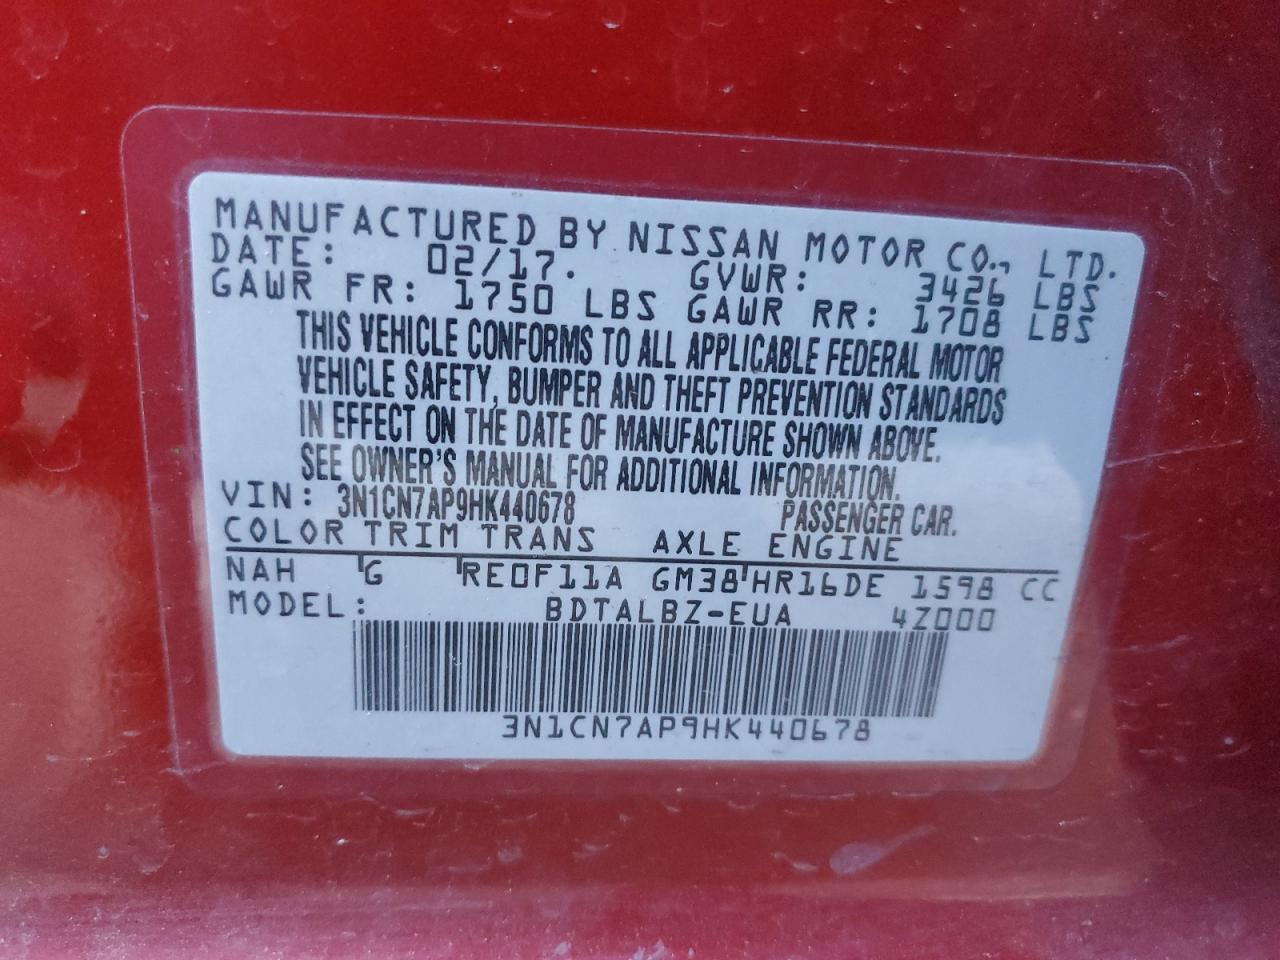 MANUFACTURED BY NISSAN MOTOR CO., LTD.
DATE: 02/17. GVWR: 3426 LBS
GAWR FR: 1750 LBS GAWR RR: 1708 LBS
THIS VEHICLE CONFORMS TO ALL APPLICABLE FEDERAL MOTOR
VEHICLE SAFETY, BUMPER AND THEFT PREVENTION STANDARDS
IN EFFECT ON THE DATE OF MANUFACTURE SHOWN ABOVE.
SEE OWNER'S MANUAL FOR ADDITIONAL INFORMATION.
VIN: 3N1CN7AP9HK440678 PASSENGER CAR.
COLOR TRIM TRANS AXLE ENGINE
NAH G RE0F11A GM38 HR16DE 1598 CC
MODEL: BDTALBZ-EUA 4Z000
3N1CN7AP9HK440678